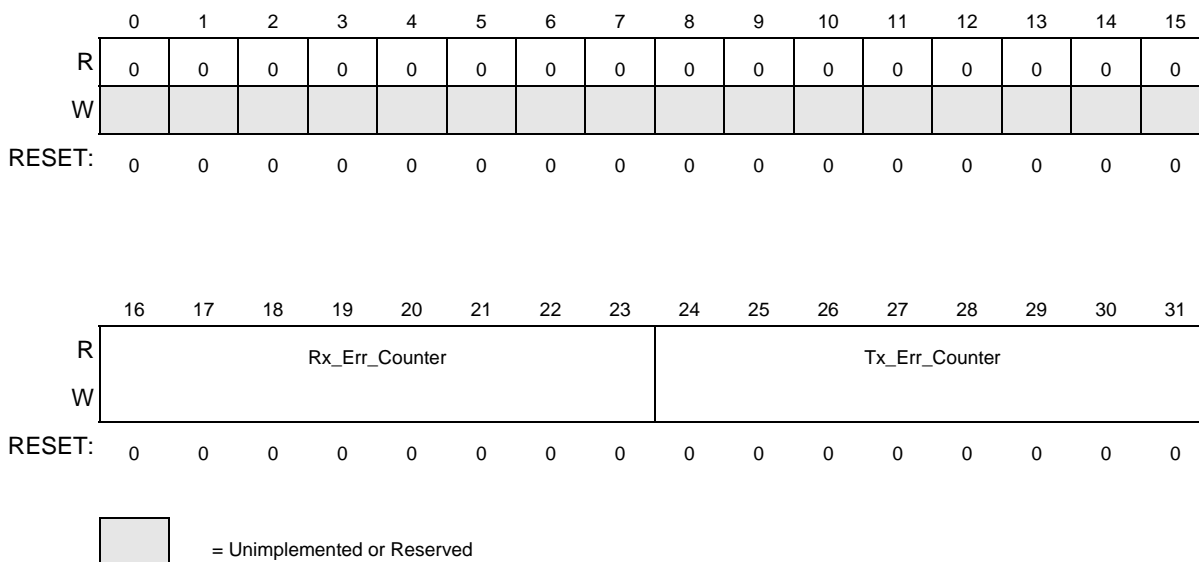 0 1 2 3 4 5 6 7 8 9 10 11 12 13 14 15
R 0 0 0 0 0 0 0 0 0 0 0 0 0 0 0 0
W
RESET: 0 0 0 0 0 0 0 0 0 0 0 0 0 0 0 0
16 17 18 19 20 21 22 23 24 25 26 27 28 29 30 31
R Rx_Err_Counter Tx_Err_Counter
W
RESET: 0 0 0 0 0 0 0 0 0 0 0 0 0 0 0 0
= Unimplemented or Reserved